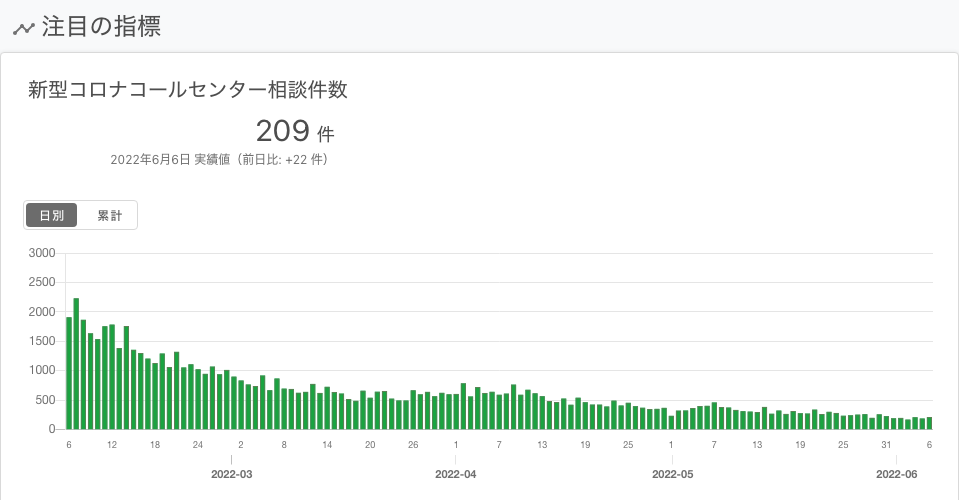 注目の指標
新型コロナコールセンター相談件数
209 件
2022年6月6日 実績値（前日比: +22 件）
日別 累計
3000
2500
2000
1500
1000
500
0
6 12 18 24 2 8 14 20 26 1 7 13 19 25 1 7 13 19 25 31 6
2022-03 2022-04 2022-05 2022-06